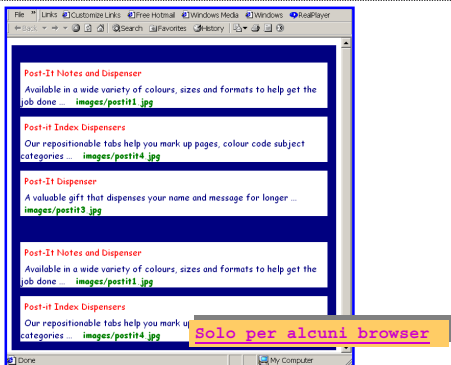 File » Links Customize Links Free Hotmail Windows Media Windows RealPlayer
Back Search Favorites History
Post-It Notes and Dispenser
Available in a wide variety of colours, sizes and formats to help get the
job done ... images/postit1.jpg
Post-it Index Dispensers
Our repositionable tabs help you mark up pages, colour code subject
categories ... images/postit4.jpg
Post-It Dispenser
A valuable gift that dispenses your name and message for longer ...
images/postit3.jpg
Post-It Notes and Dispenser
Available in a wide variety of colours, sizes and formats to help get the
job done ... images/postit1.jpg
Post-it Index Dispensers
Our repositionable tabs help you mark u
categories ... images/postit4.jpg
Solo per alcuni browser
Done My Computer